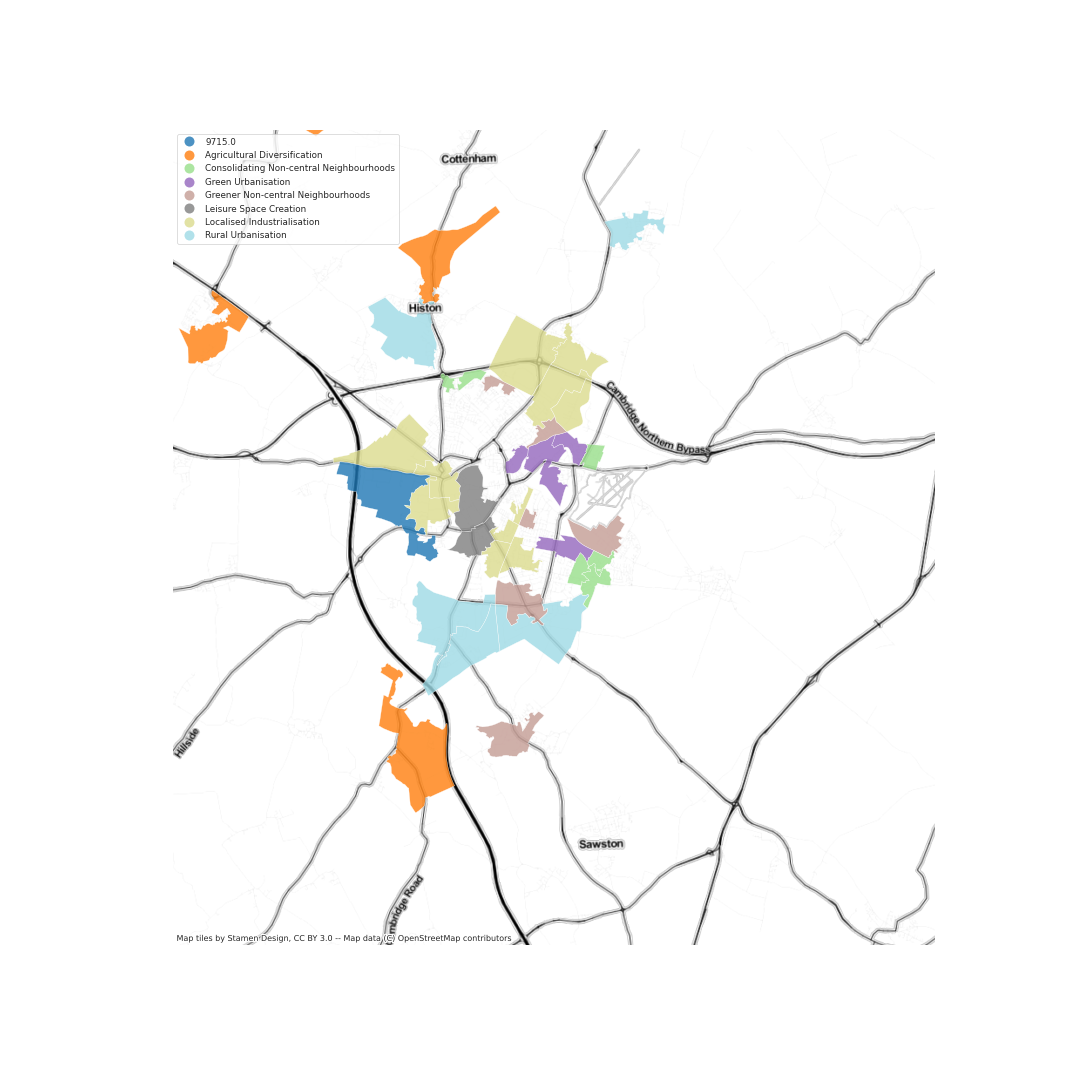 9715.0
Agricultural Diversification
Consolidating Non-central Neighbourhoods
Green Urbanisation
Greener Non-central Neighbourhoods
Leisure Space Creation
Localised Industrialisation
Rural Urbanisation
Cottenham
Histon
Cambridge Northern Bypass
Hillside
Sawston
mbridge Road
Map tiles by Stamen Design, CC BY 3.0 -- Map data (C) OpenStreetMap contributors